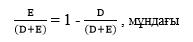 E/(D+E) = 1 - D/(D+E) , мұндағы